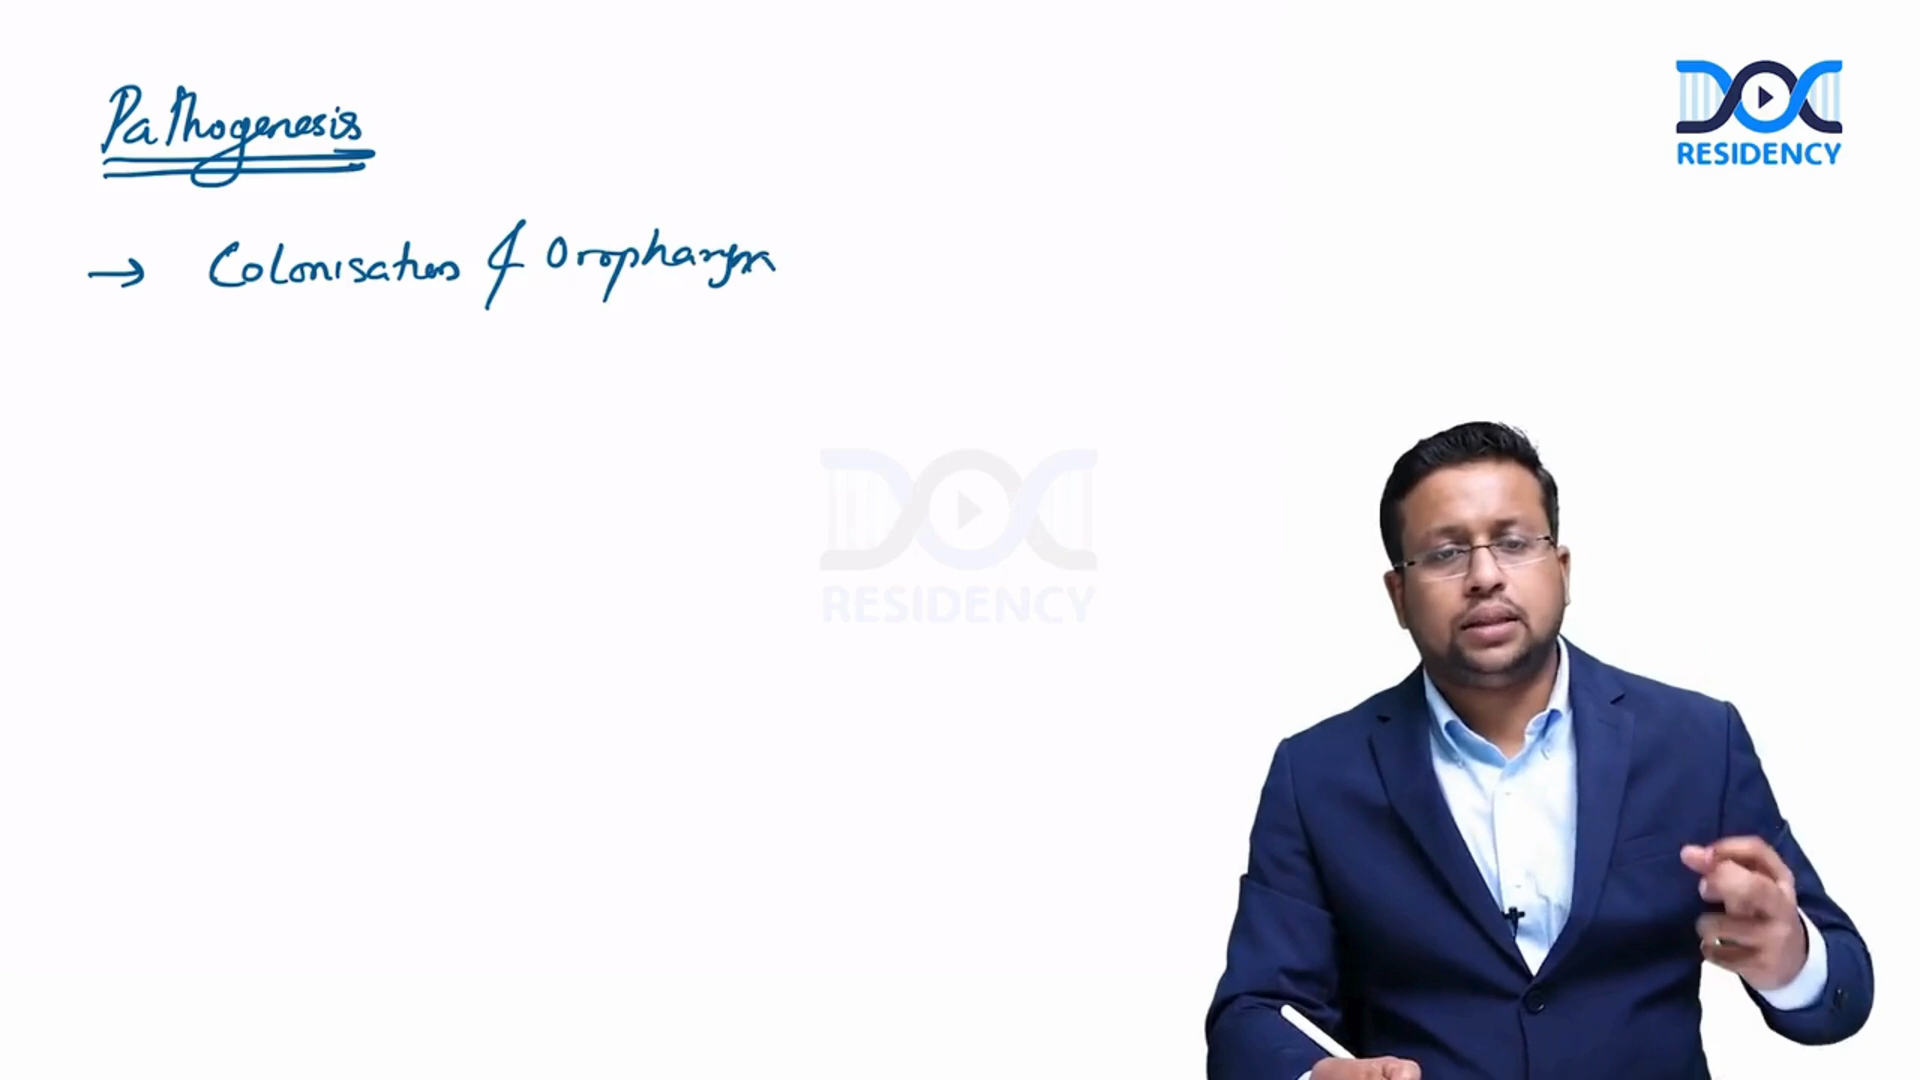 Pathogenesis
→ Colonisation of Oropharynx
DOC
RESIDENCY
DOC
RESIDENCY